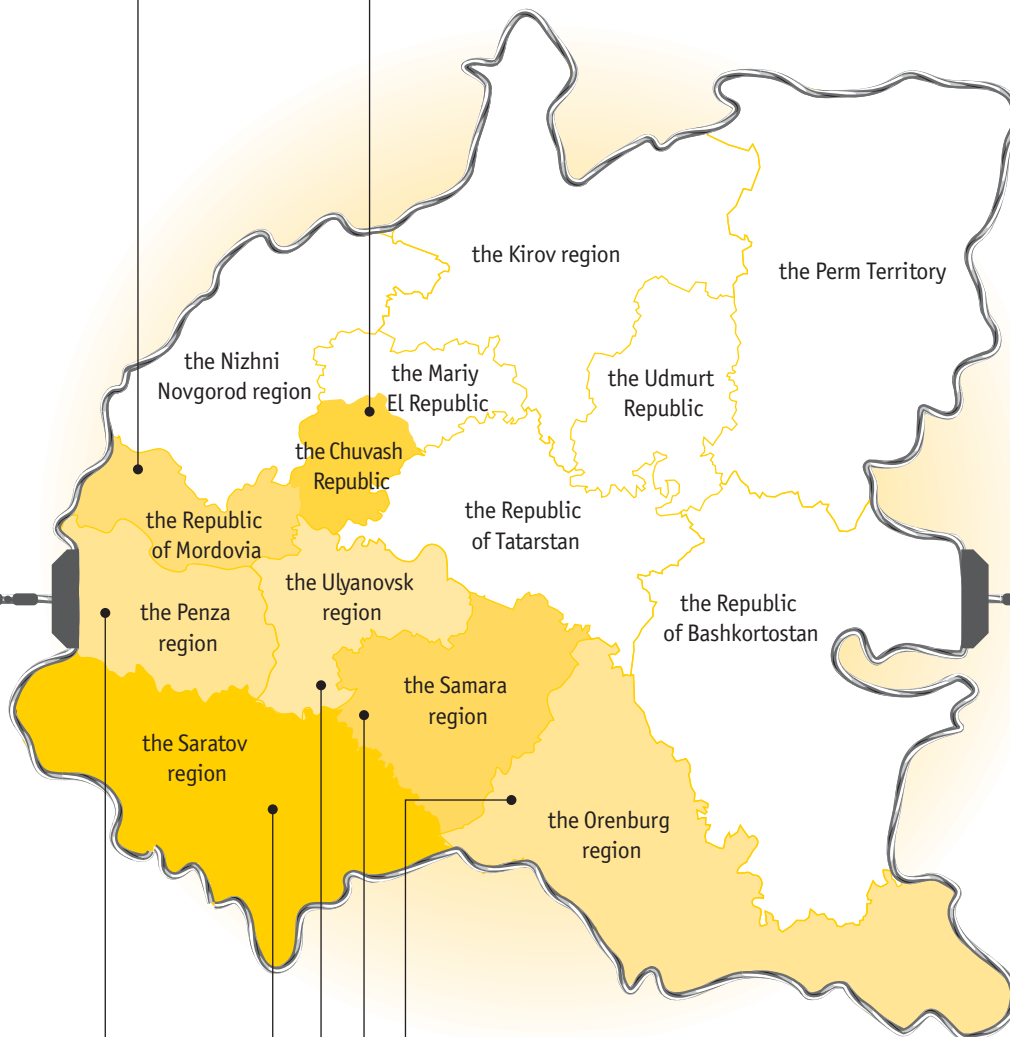 the Kirov region
the Perm Territory
the Nizhni
Novgorod region
the Mariy
El Republic
the Udmurt
Republic
the Chuvash
Republic
the Republic
of Mordovia
the Republic
of Tatarstan
the Ulyanovsk
region
the Penza
region
the Republic
of Bashkortostan
the Samara
region
the Saratov
region
the Orenburg
region